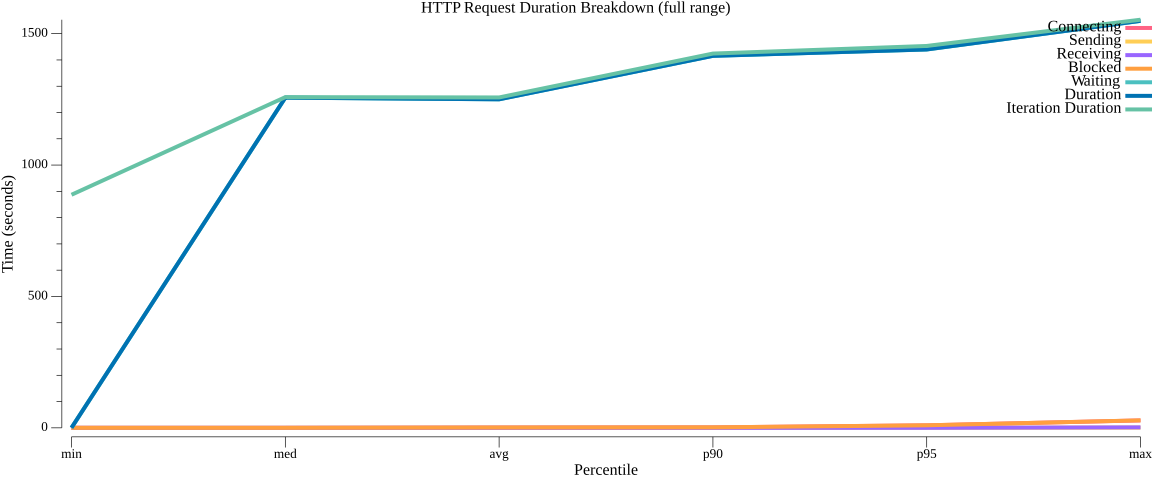 HTTP Request Duration Breakdown (full range)
Connecting
Sending
Receiving
Blocked
Waiting
Duration
Iteration Duration
Time (seconds)
1500
1000
500
0
min med avg p90 p95 max
Percentile